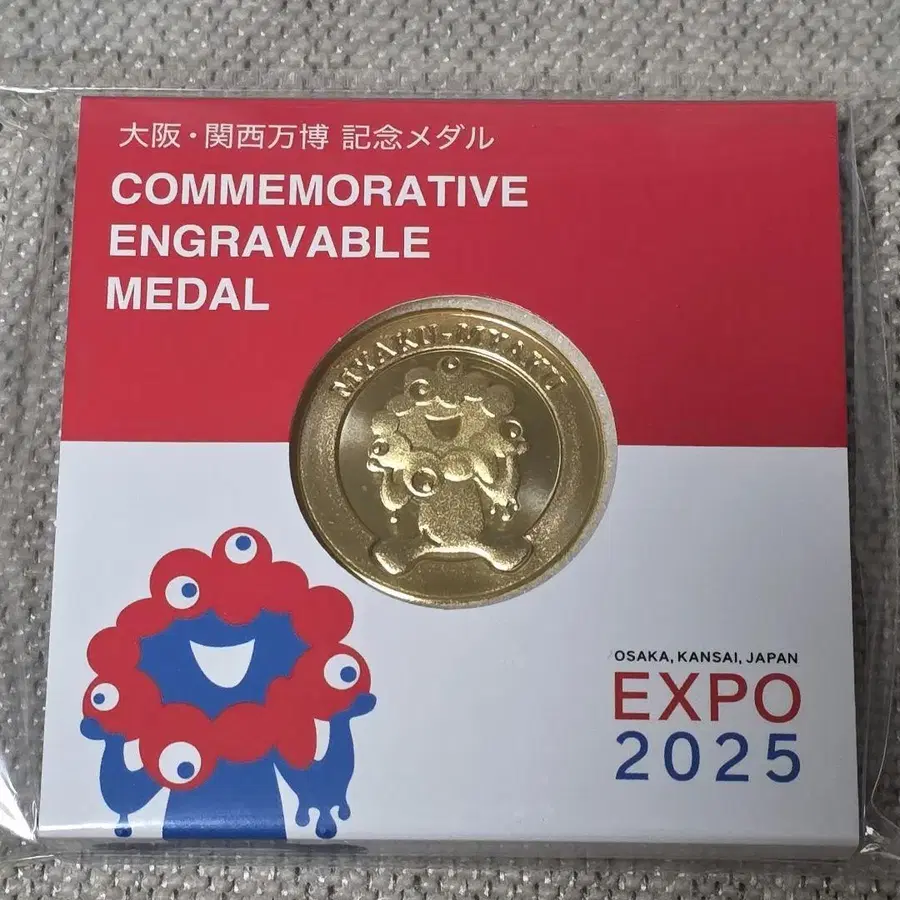 大阪・関西万博 記念メダル
COMMEMORATIVE
ENGRAVABLE
MEDAL
MYAKU-MYAKU
OSAKA, KANSAI, JAPAN
EXPO
2025